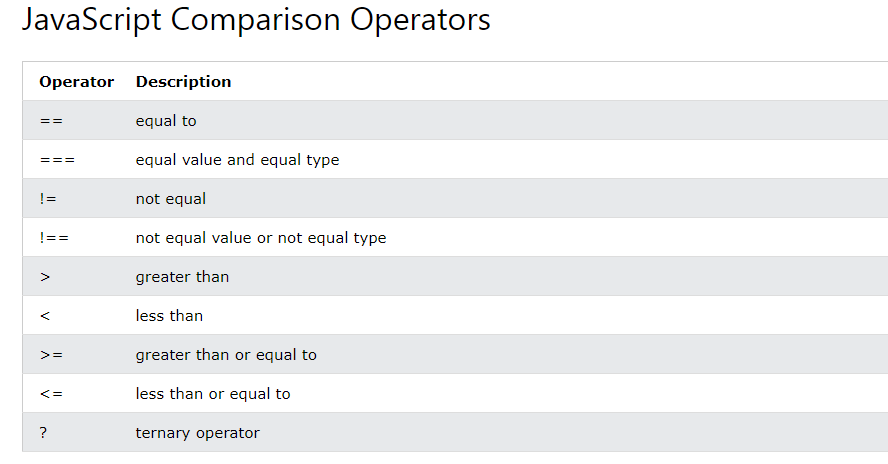 JavaScript Comparison Operators
Operator Description
== equal to
=== equal value and equal type
!= not equal
!== not equal value or not equal type
> greater than
< less than
>= greater than or equal to
<= less than or equal to
? ternary operator